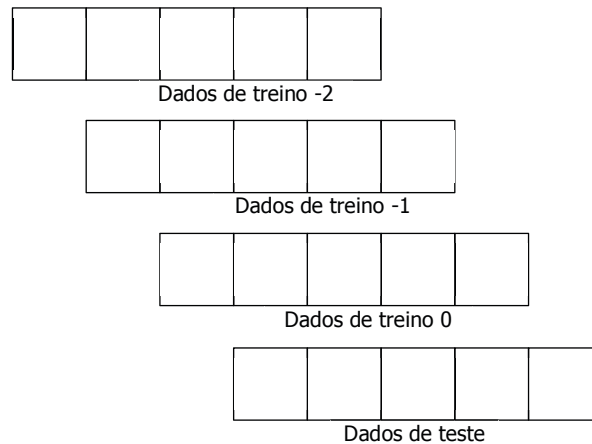 Dados de treino -2
Dados de treino -1
Dados de treino 0
Dados de teste